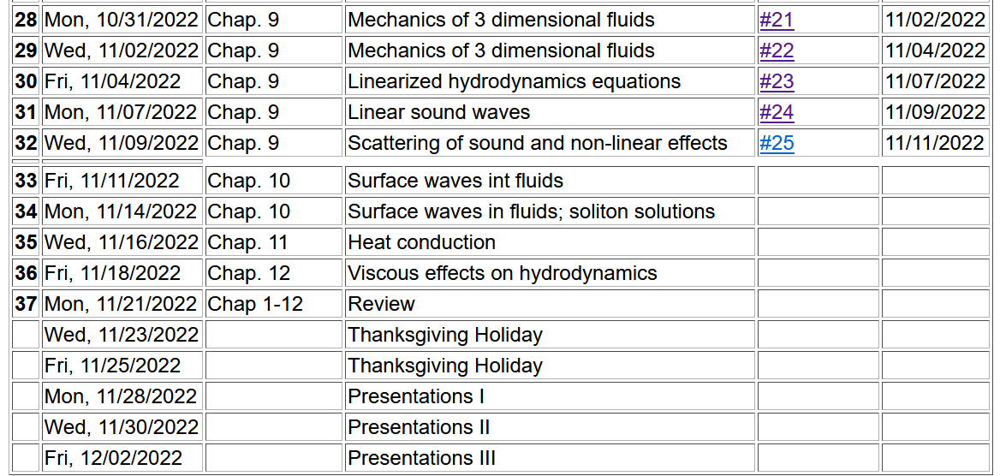 28 Mon, 10/31/2022 Chap. 9 Mechanics of 3 dimensional fluids #21 11/02/2022
29 Wed, 11/02/2022 Chap. 9 Mechanics of 3 dimensional fluids #22 11/04/2022
30 Fri, 11/04/2022 Chap. 9 Linearized hydrodynamics equations #23 11/07/2022
31 Mon, 11/07/2022 Chap. 9 Linear sound waves #24 11/09/2022
32 Wed, 11/09/2022 Chap. 9 Scattering of sound and non-linear effects #25 11/11/2022
33 Fri, 11/11/2022 Chap. 10 Surface waves int fluids
34 Mon, 11/14/2022 Chap. 10 Surface waves in fluids; soliton solutions
35 Wed, 11/16/2022 Chap. 11 Heat conduction
36 Fri, 11/18/2022 Chap. 12 Viscous effects on hydrodynamics
37 Mon, 11/21/2022 Chap 1-12 Review
Wed, 11/23/2022 Thanksgiving Holiday
Fri, 11/25/2022 Thanksgiving Holiday
Mon, 11/28/2022 Presentations I
Wed, 11/30/2022 Presentations II
Fri, 12/02/2022 Presentations III